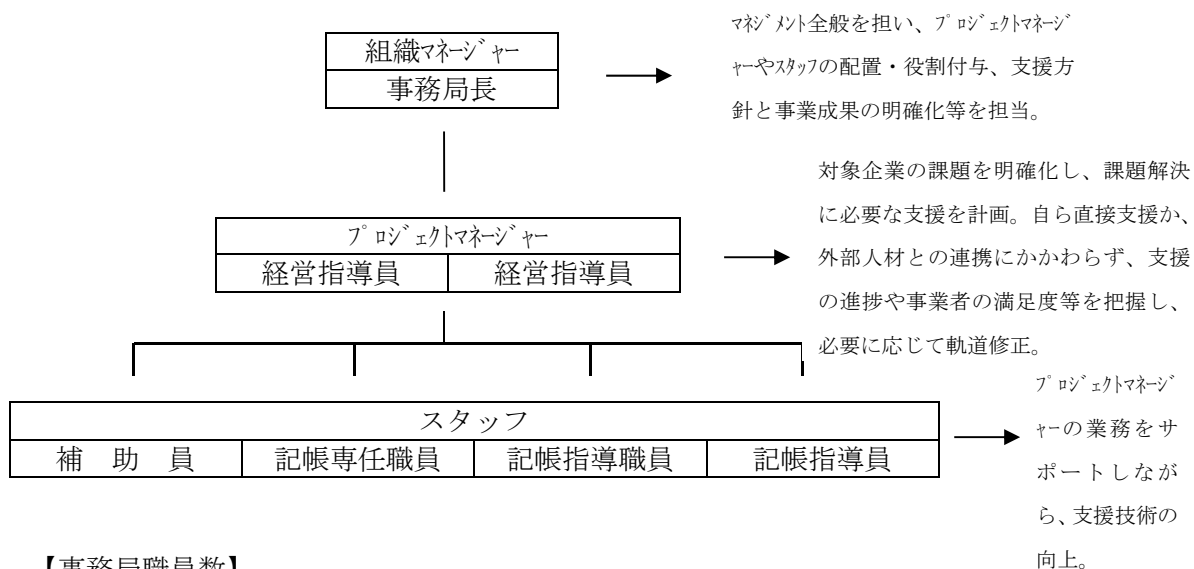 組織マネージャー
事務局長
マネジメント全般を担い、プロジェクトマネージ
ャーやスタッフの配置・役割付与、支援方
針と事業成果の明確化等を担当。
プロジェクトマネージャー
経営指導員 経営指導員
対象企業の課題を明確化し、課題解決
に必要な支援を計画。自ら直接支援か、
外部人材との連携にかかわらず、支援
の進捗や事業者の満足度等を把握し、
必要に応じて軌道修正。
スタッフ
補 助 員 記帳専任職員 記帳指導職員 記帳指導員
プロジェクトマネージ
ャーの業務をサ
ポートしなが
ら、支援技術の
向上。
【事務局職員数】